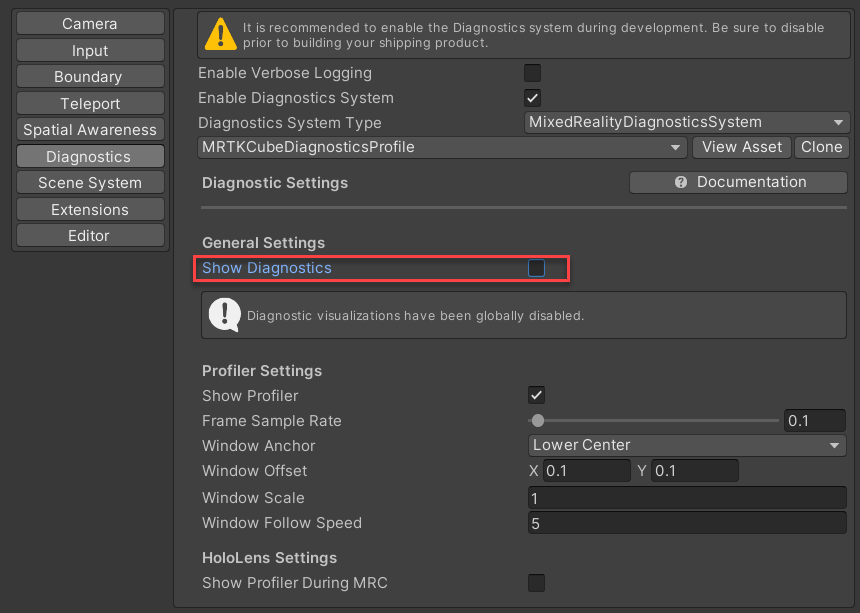 Camera
Input
Boundary
Teleport
Spatial Awareness
Diagnostics
Scene System
Extensions
Editor
It is recommended to enable the Diagnostics system during development. Be sure to disable
prior to building your shipping product.
Enable Verbose Logging
Enable Diagnostics System
Diagnostics System Type MixedRealityDiagnosticsSystem
MRTKCubeDiagnosticsProfile View Asset Clone
Diagnostic Settings Documentation
General Settings
Show Diagnostics
Diagnostic visualizations have been globally disabled.
Profiler Settings
Show Profiler
Frame Sample Rate 0.1
Window Anchor Lower Center
Window Offset X 0.1 Y 0.1
Window Scale 1
Window Follow Speed 5
HoloLens Settings
Show Profiler During MRC